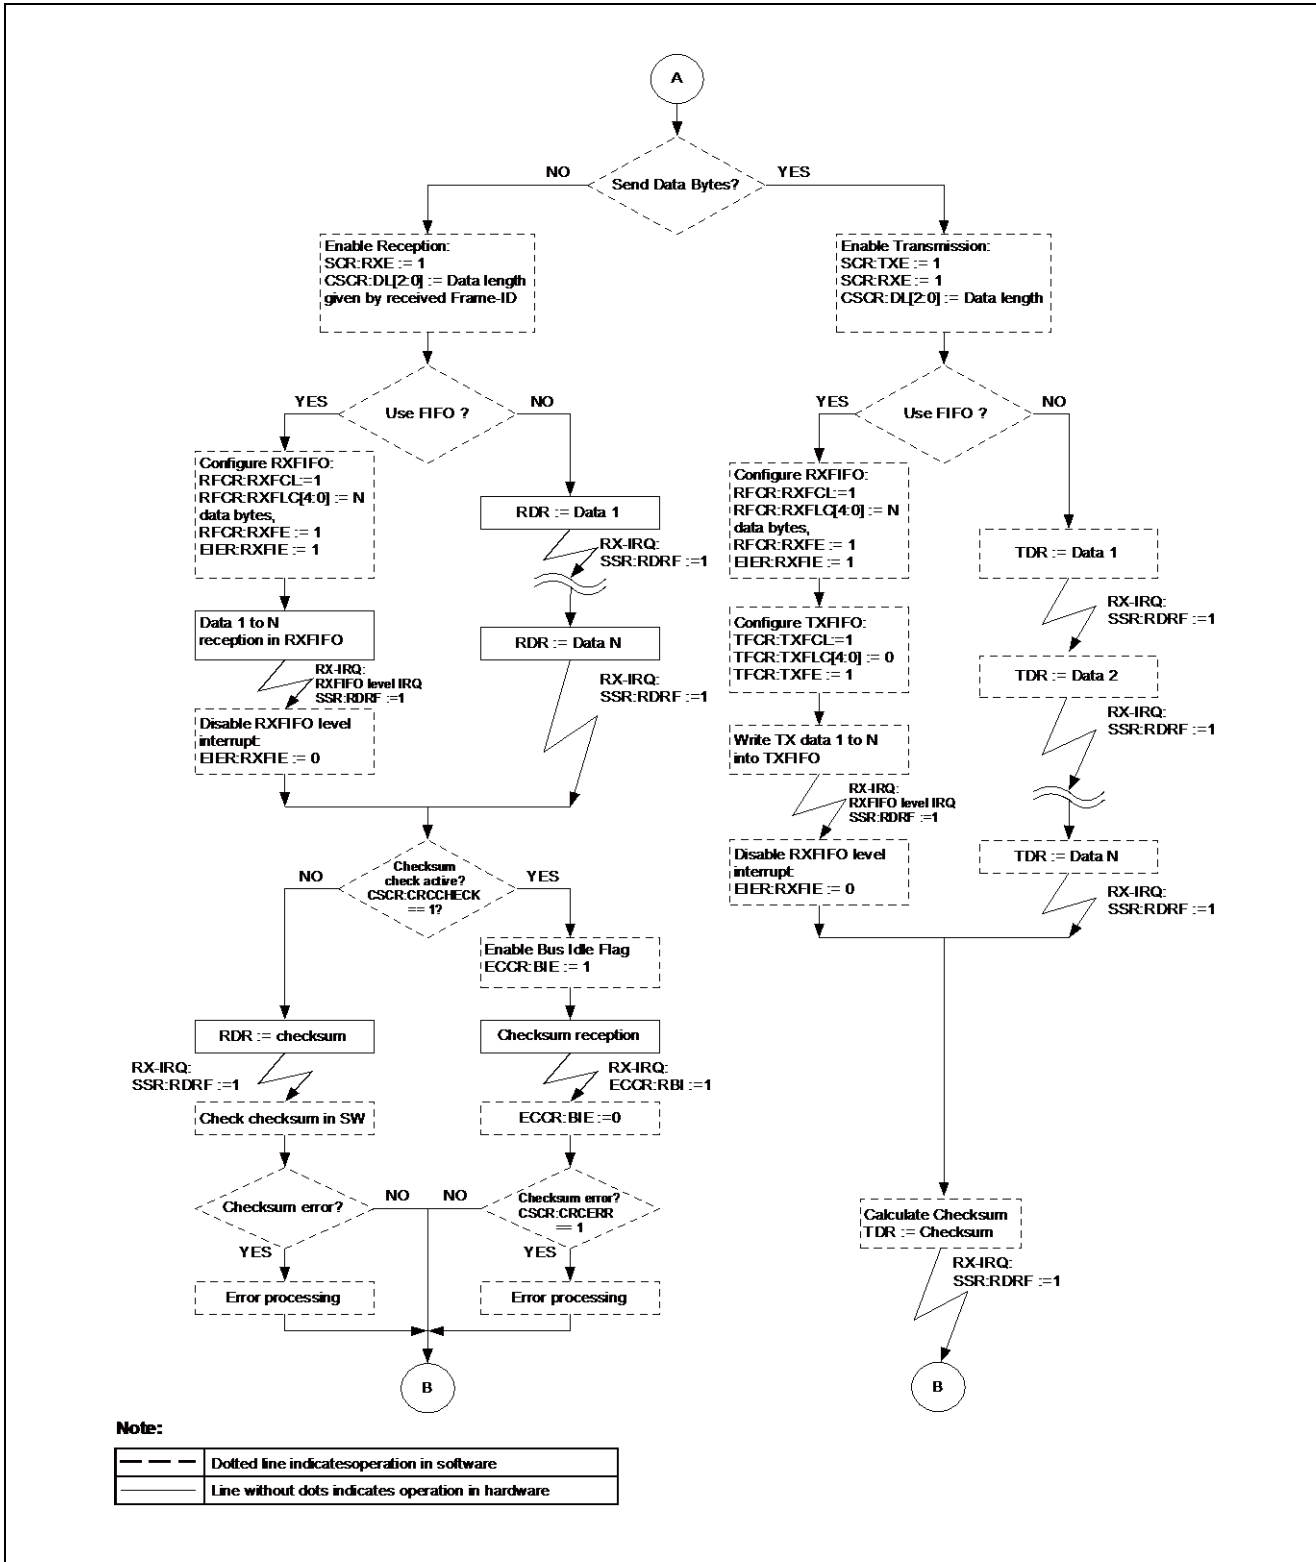 A
Send Data Bytes?
NO
YES
Enable Reception:
SCR:RXE := 1
CSCR:DL[2:0] := Data length
given by received Frame-ID
Enable Transmission:
SCR:TXE := 1
SCR:RXE := 1
CSCR:DL[2:0] := Data length
Use FIFO ?
YES
NO
Configure RXFIFO:
RFCR:RXFCL:=1
RFCR:RXFLC[4:0] := N
data bytes,
RFCR:RXFE := 1
EIER:RXFIE := 1
Data 1 to N
reception in RXFIFO
RX-IRQ:
RXFIFO level IRQ
SSR:RDRF :=1
Disable RXFIFO level
interrupt:
EIER:RXFIE := 0
RDR := Data 1
RX-IRQ:
SSR:RDRF :=1
RDR := Data N
RX-IRQ:
SSR:RDRF :=1
Use FIFO ?
YES
NO
Configure RXFIFO:
RFCR:RXFCL:=1
RFCR:RXFLC[4:0] := N
data bytes,
RFCR:RXFE := 1
EIER:RXFIE := 1
Configure TXFIFO:
TFCR:TXFCL:=1
TFCR:TXFLC[4:0] := 0
TFCR:TXFE := 1
Write TX data 1 to N
into TXFIFO
RX-IRQ:
RXFIFO level IRQ
SSR:RDRF :=1
Disable RXFIFO level
interrupt:
EIER:RXFIE := 0
TDR := Data 1
RX-IRQ:
SSR:RDRF :=1
TDR := Data 2
RX-IRQ:
SSR:RDRF :=1
TDR := Data N
RX-IRQ:
SSR:RDRF :=1
Checksum
check active?
CSCR:CRCCHECK
== 1?
NO
YES
RDR := checksum
RX-IRQ:
SSR:RDRF :=1
Check checksum in SW
Checksum error?
NO
YES
Error processing
Enable Bus Idle Flag
ECCR:BIE := 1
Checksum reception
RX-IRQ:
ECCR:RBI :=1
ECCR:BIE :=0
Checksum error?
CSCR:CRCERR
== 1
NO
YES
Error processing
B
Calculate Checksum
TDR := Checksum
RX-IRQ:
SSR:RDRF :=1
B
Note:
Dotted line indicatesoperation in software
Line without dots indicates operation in hardware